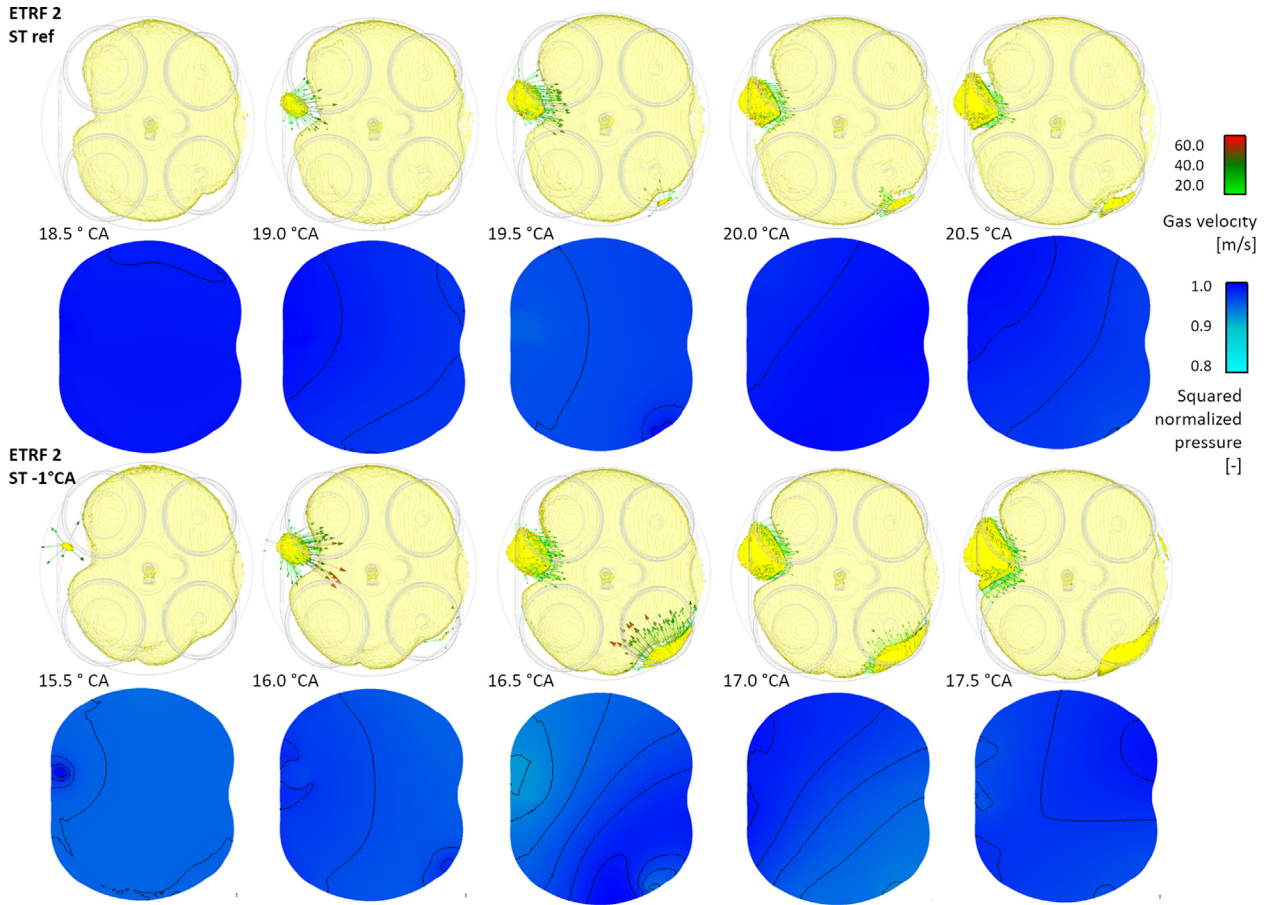 ETRF 2
ST ref
60.0
40.0
20.0
Gas velocity
[m/s]
18.5 ° CA
19.0 °CA
19.5 °CA
20.0 °CA
20.5 °CA
1.0
0.9
0.8
Squared
normalized
pressure
[-]
ETRF 2
ST -1°CA
15.5 ° CA
16.0 °CA
16.5 °CA
17.0 °CA
17.5 °CA